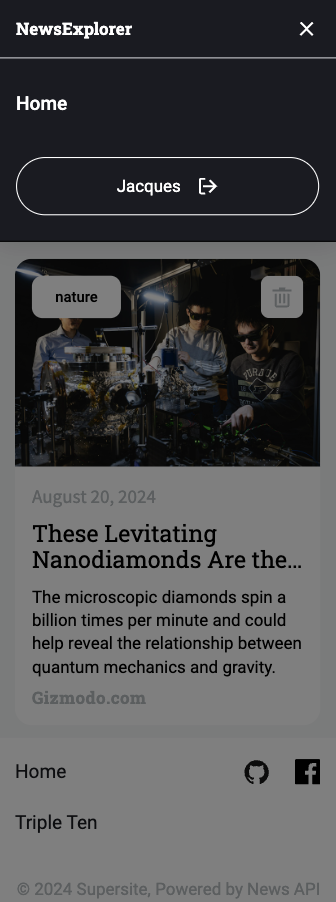 NewsExplorer
Home
Jacques
nature
August 20, 2024
These Levitating
Nanodiamonds Are the...
The microscopic diamonds spin a
billion times per minute and could
help reveal the relationship between
quantum mechanics and gravity.
Gizmodo.com
Home
Triple Ten
© 2024 Supersite, Powered by News API